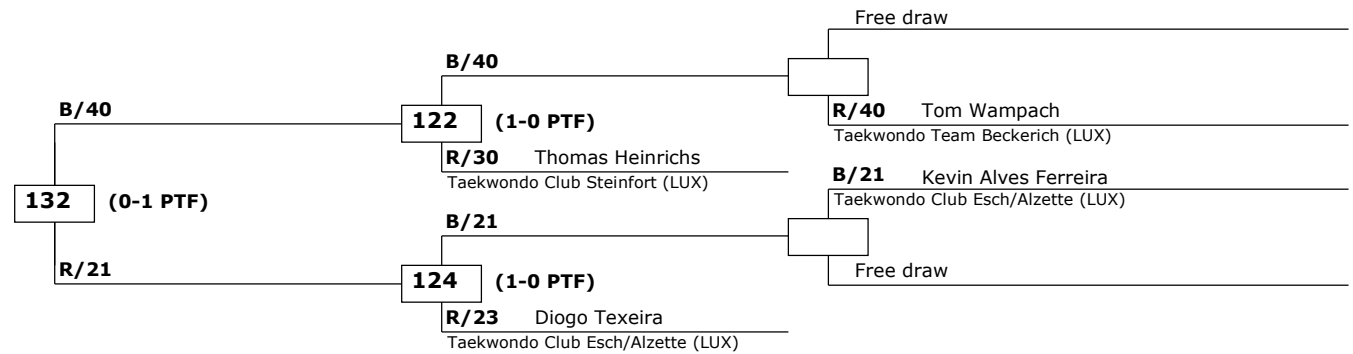 Free draw
B/40
R/40 Tom Wampach
Taekwondo Team Beckerich (LUX)
B/40
122 (1-0 PTF)
R/30 Thomas Heinrichs
Taekwondo Club Steinfort (LUX)
B/21 Kevin Alves Ferreira
Taekwondo Club Esch/Alzette (LUX)
132 (0-1 PTF)
B/21
R/21
124 (1-0 PTF)
Free draw
R/23 Diogo Texeira
Taekwondo Club Esch/Alzette (LUX)